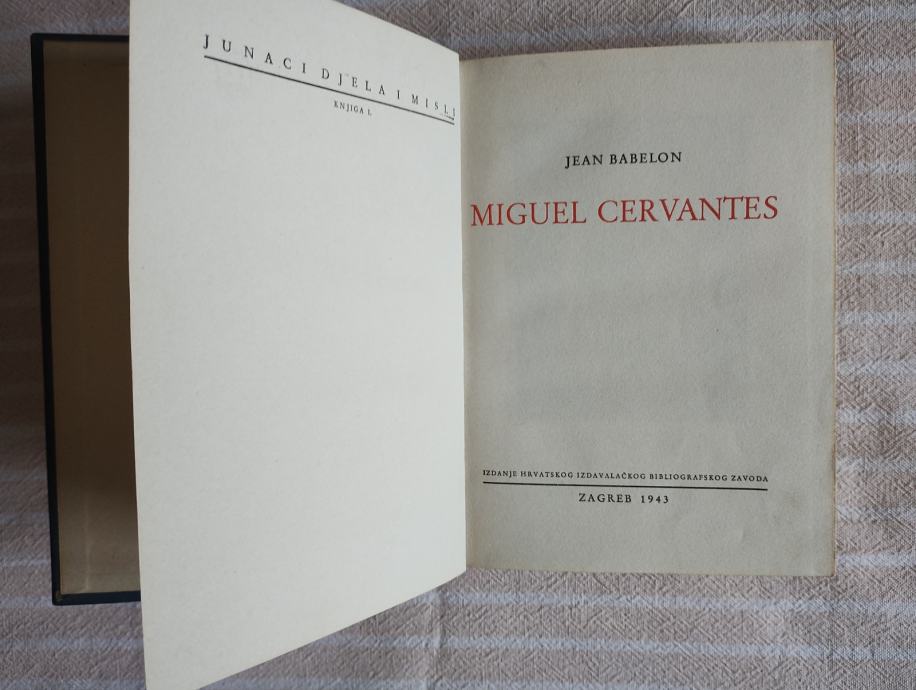 JUNACI DJELA I MISLI
KNJIGA I.
JEAN BABELON
MIGUEL CERVANTES
IZDANJE HRVATSKOG IZDAVALAČKOG BIBLIOGRAFSKOG ZAVODA
ZAGREB 1943